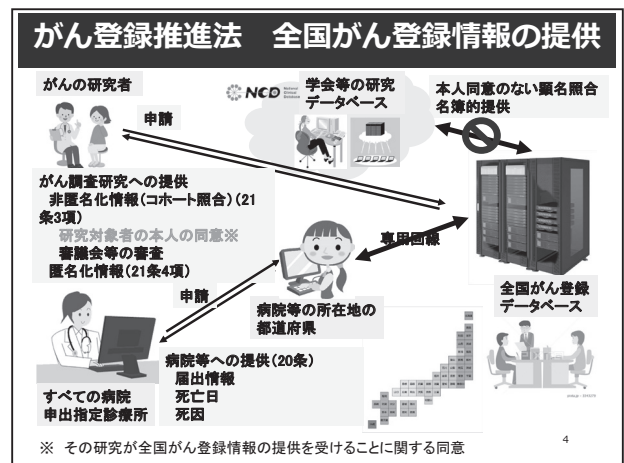 がん登録推進法　全国がん登録情報の提供
がんの研究者
申請
NCD National Clinical Database
学会等の研究
データベース
本人同意のない顕名照合
名簿的提供
がん調査研究への提供
非匿名化情報(コホート照合)(21
条3項)
研究対象者の本人の同意※
審議会等の審査
匿名化情報(21条4項)
専用回線
全国がん登録
データベース
申請
病院等の所在地の
都道府県
すべての病院
申出指定診療所
病院等への提供(20条)
届出情報
死亡日
死因
※ その研究が全国がん登録情報の提供を受けることに関する同意
4